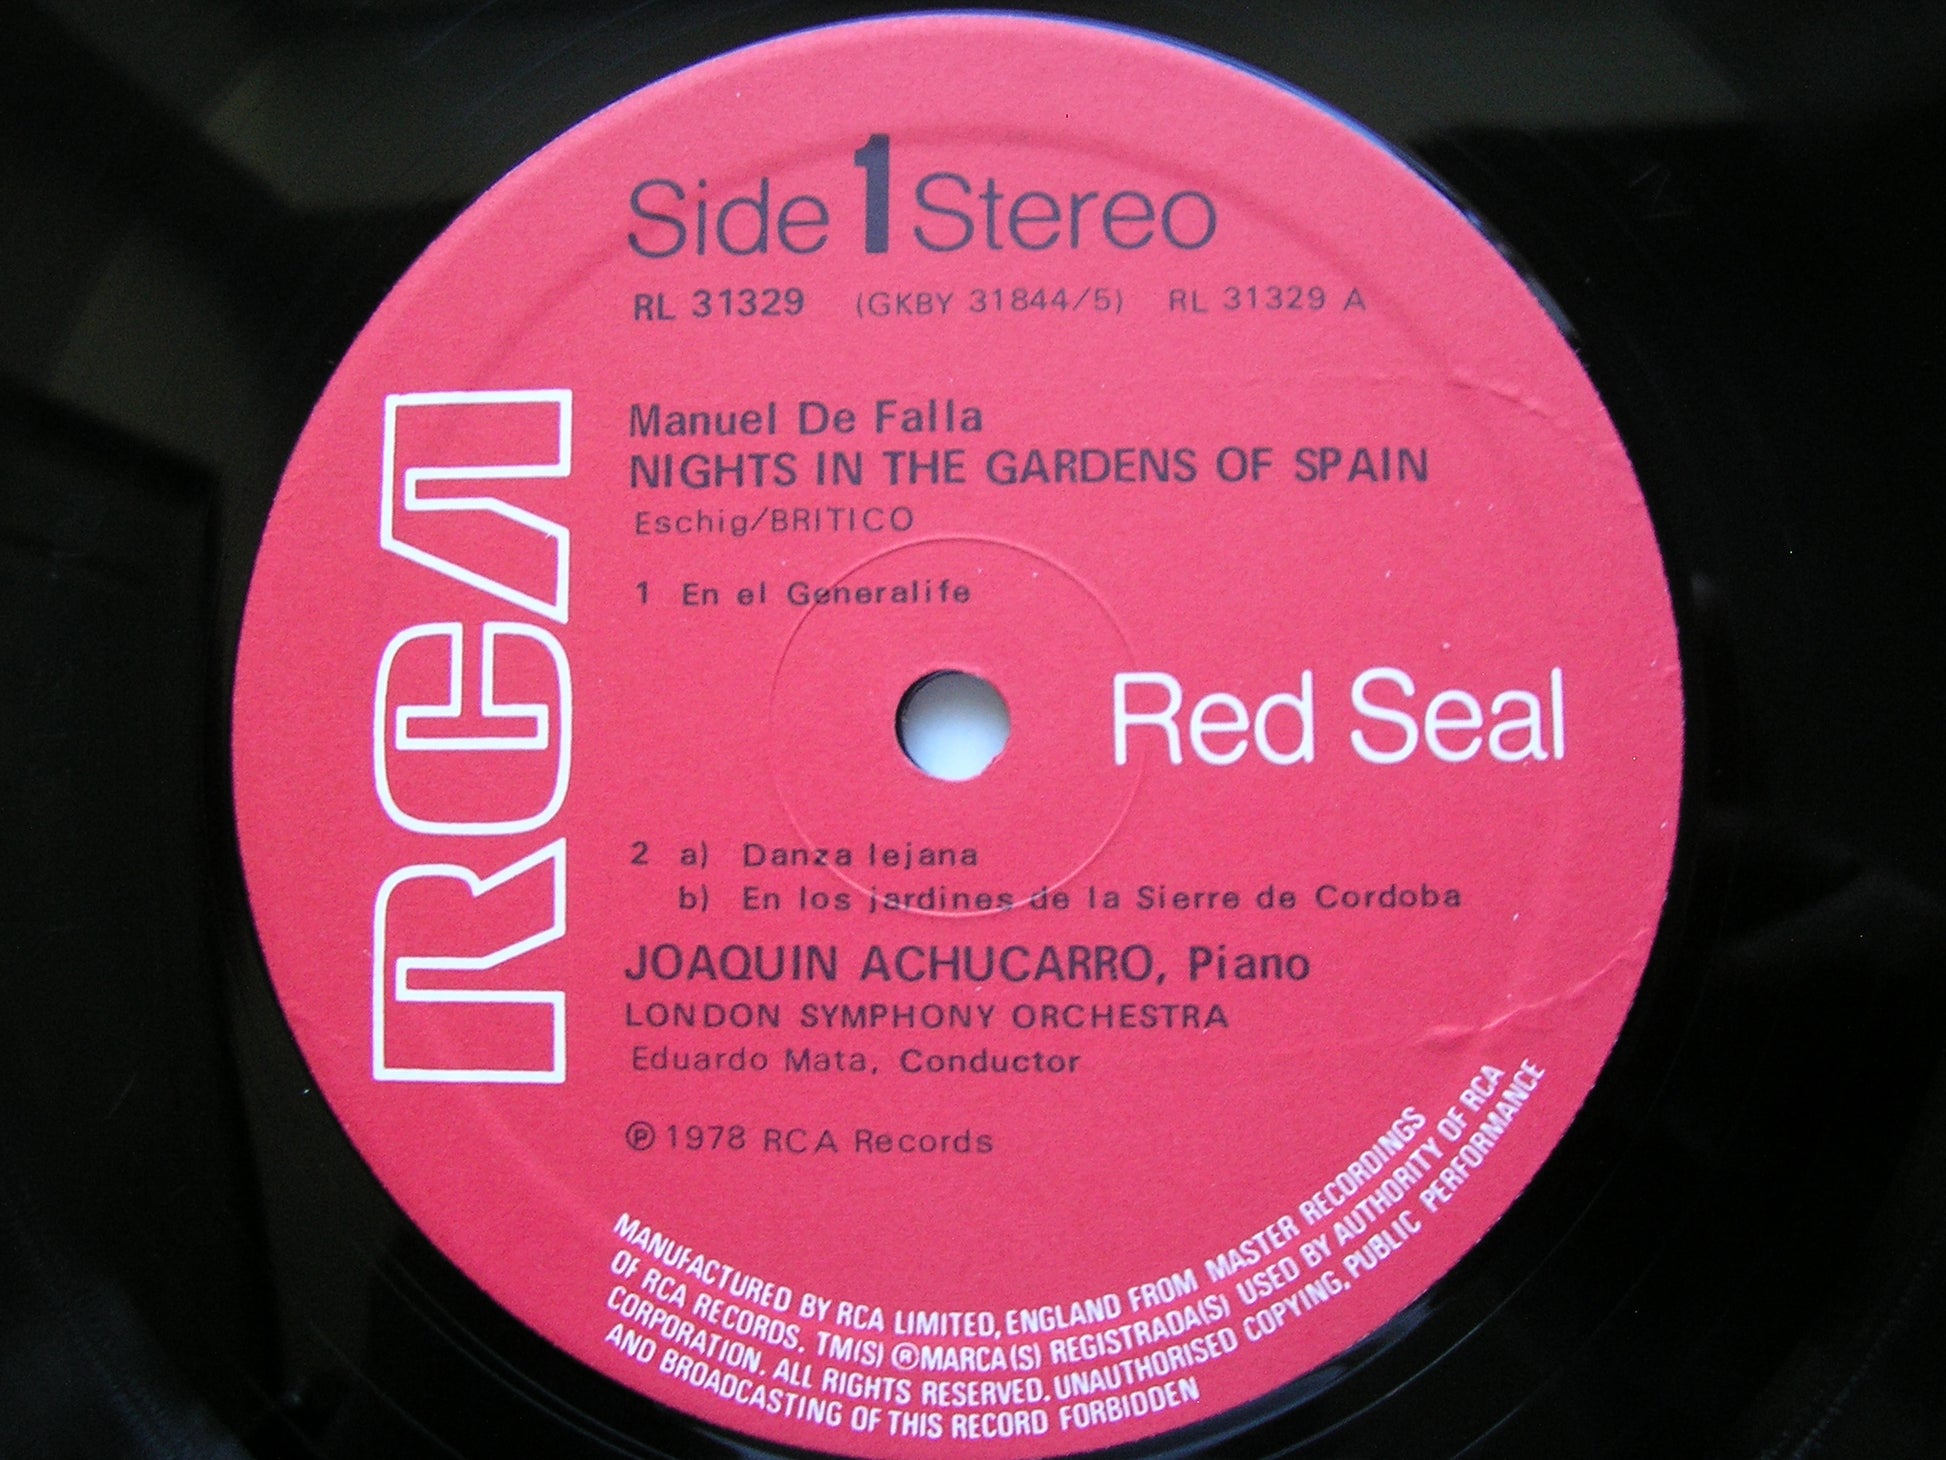 Side 1 Stereo
RL 31329 (GKBY 31844/5) RL 31329 A
Manuel De Falla
NIGHTS IN THE GARDENS OF SPAIN
Eschig/BRITICO
1 En el Generalife
RCA
Red Seal
2 a) Danza lejana
b) En los jardines de la Sierre de Cordoba
JOAQUIN ACHUCARRO, Piano
LONDON SYMPHONY ORCHESTRA
Eduardo Mata, Conductor
℗ 1978 RCA Records
MANUFACTURED BY RCA LIMITED, ENGLAND FROM MASTER RECORDINGS
OF RCA RECORDS. TM(S) ® MARCA(S) REGISTRADA(S) USED BY AUTHORITY OF RCA
CORPORATION. ALL RIGHTS RESERVED. UNAUTHORISED COPYING, PUBLIC PERFORMANCE
AND BROADCASTING OF THIS RECORD FORBIDDEN